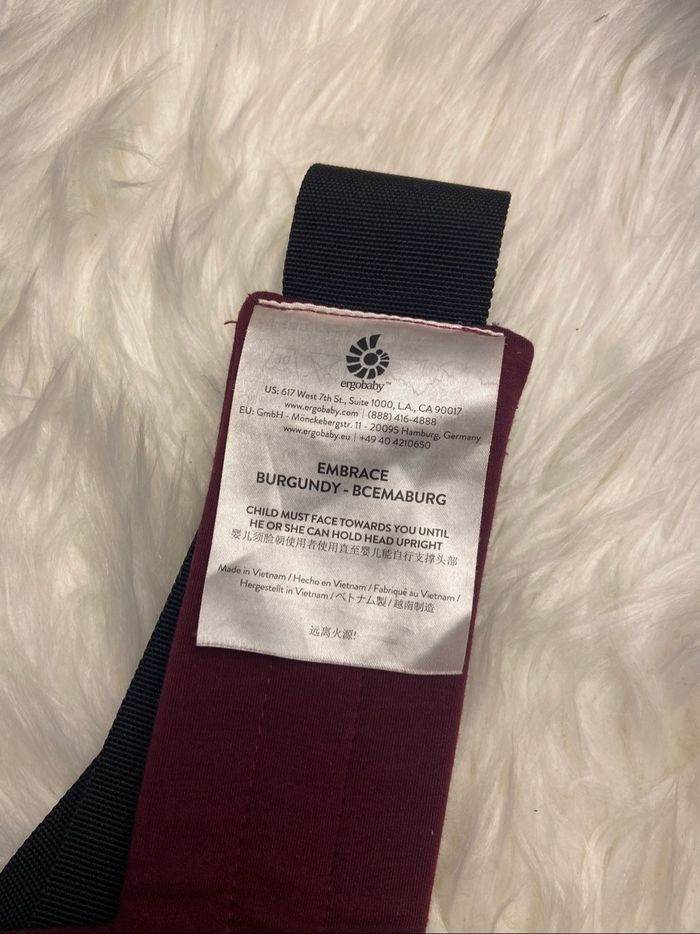 ergobaby™
US: 617 West 7th St., Suite 1000, L.A., CA 90017
www.ergobaby.com | (888) 416-4888
EU: GmbH - Mönckebergstr. 11 - 20095 Hamburg, Germany
www.ergobaby.eu | +49 40 4210650
EMBRACE
BURGUNDY - BCEMABURG
CHILD MUST FACE TOWARDS YOU UNTIL
HE OR SHE CAN HOLD HEAD UPRIGHT
婴儿须脸朝使用者使用直至婴儿能自行支撑头部
Made in Vietnam / Hecho en Vietnam / Fabriqué au Vietnam /
Hergestellt in Vietnam / ベトナム製 / 越南制造
远离火源!